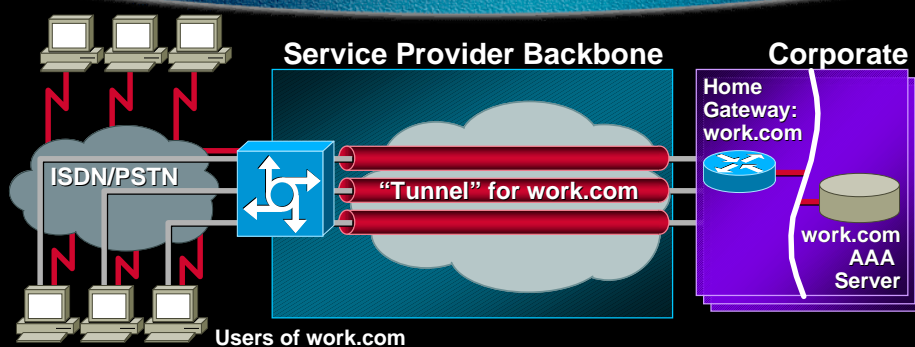 Service Provider Backbone
Corporate
Home
Gateway:
work.com
ISDN/PSTN
“Tunnel” for work.com
work.com
AAA
Server
Users of work.com